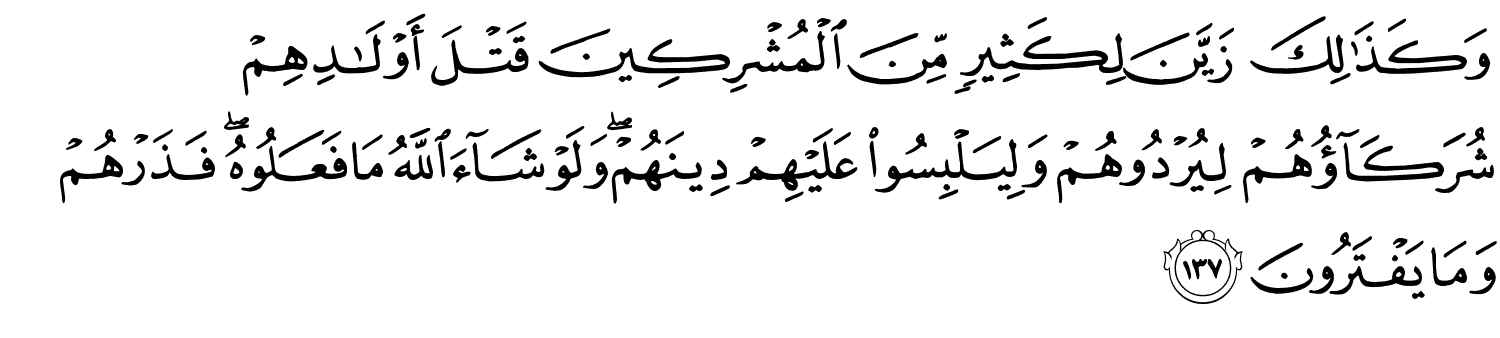 وَكَذَٰلِكَ زَيَّنَ لِكَثِيرٖ مِّنَ ٱلۡمُشۡرِكِينَ قَتۡلَ أَوۡلَٰدِهِمۡ
شُرَكَآؤُهُمۡ لِيُرۡدُوهُمۡ وَلِيَلۡبِسُواْ عَلَيۡهِمۡ دِينَهُمۡۖ وَلَوۡ شَآءَ ٱللَّهُ مَا فَعَلُوهُۖ فَذَرۡهُمۡ
وَمَا يَفۡتَرُونَ ١٣٧